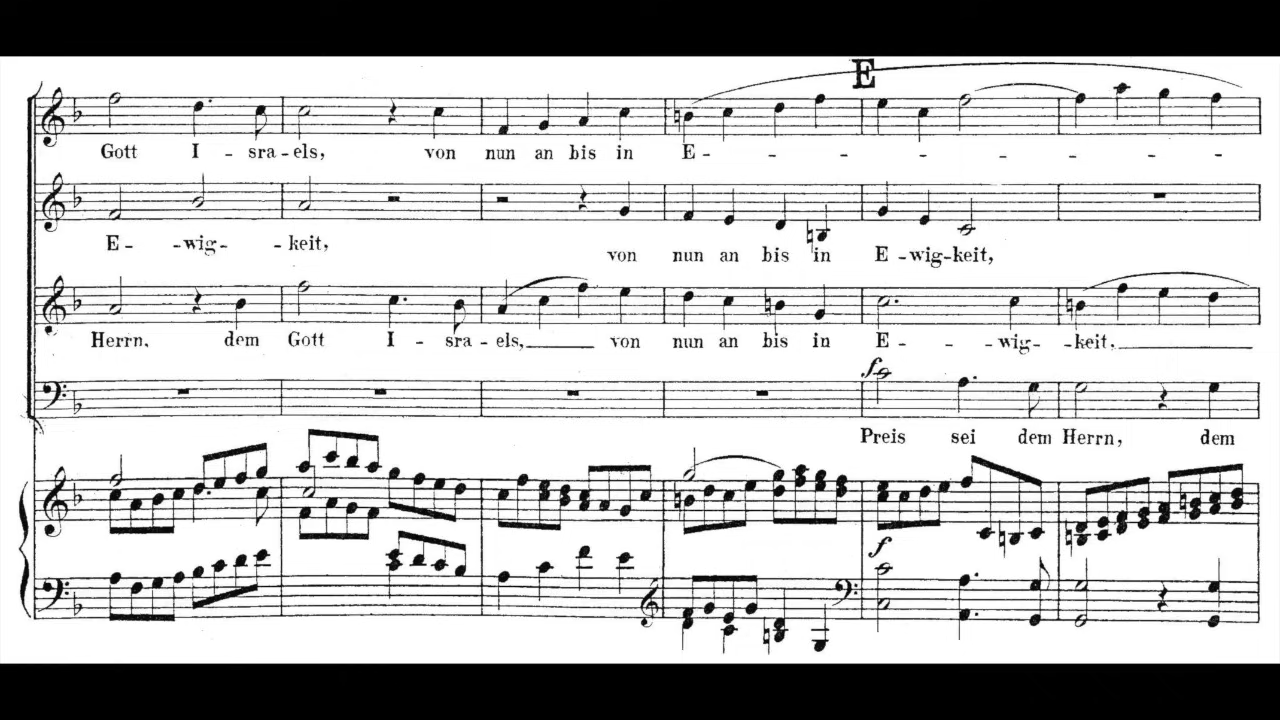 E
Gott I - sra - els, von nun an bis in E - - - - - - - - -
E - - wig - - keit, von nun an bis in E - wig - keit,
Herrn, dem Gott I - sra - els, von nun an bis in E - - - wig - - keit,
f
Preis sei dem Herrn, dem
f